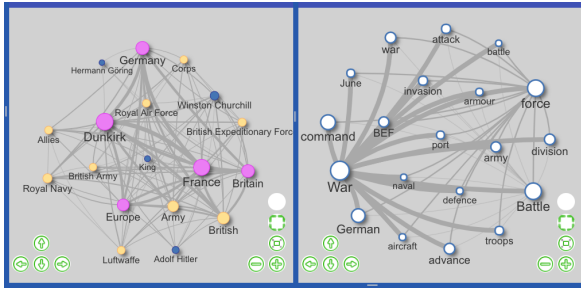 Germany
Hermann Göring
Corps
Royal Air Force
Winston Churchill
Dunkirk
British Expeditionary Forc
Allies
King
British Army
France
Britain
Royal Navy
Europe
Army
British
Luftwaffe
Adolf Hitler
war
attack
battle
June
invasion
armour
force
command
BEF
port
army
division
War
naval
defence
Battle
German
troops
aircraft
advance